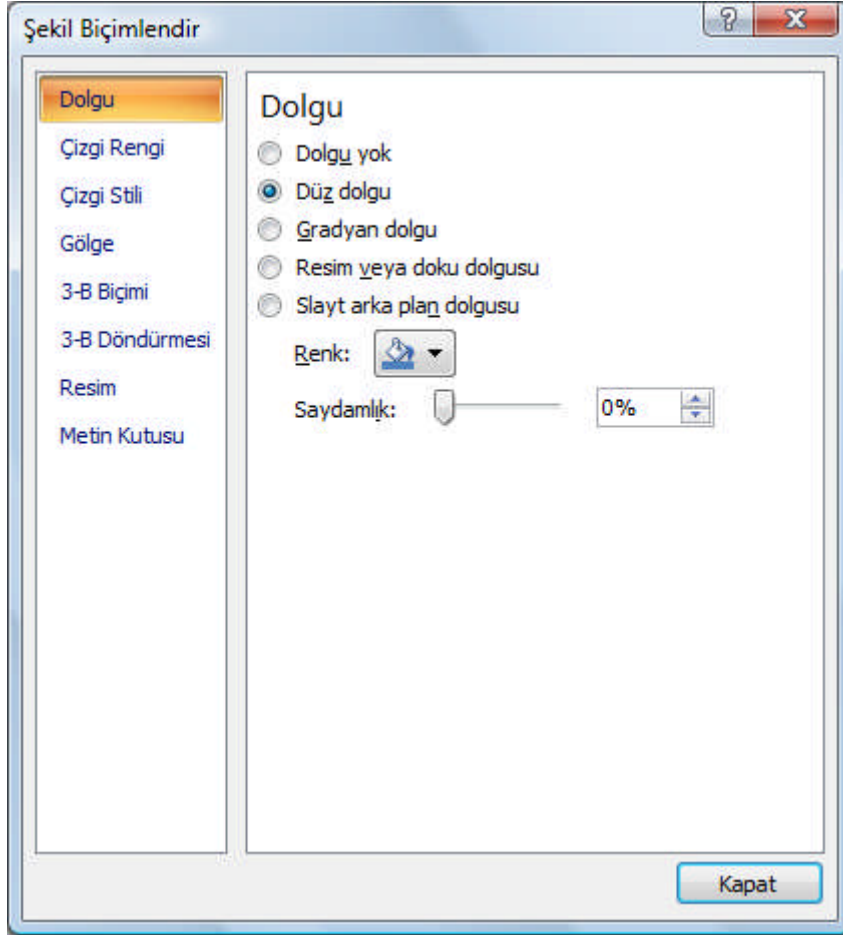 Şekil Biçimlendir
Dolgu
Çizgi Rengi
Çizgi Stili
Gölge
3-B Biçimi
3-B Döndürmesi
Resim
Metin Kutusu
Dolgu
Dolgu yok
Düz dolgu
Gradyan dolgu
Resim veya doku dolgusu
Slayt arka plan dolgusu
Renk:
Saydamlık: 0%
Kapat